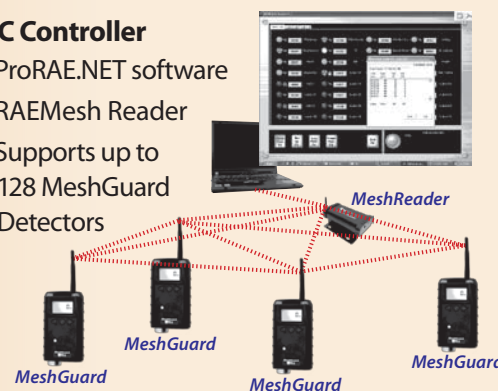 C Controller
ProRAE.NET software
RAEMesh Reader
Supports up to
128 MeshGuard
Detectors
MeshReader
MeshGuard
MeshGuard
MeshGuard
MeshGuard